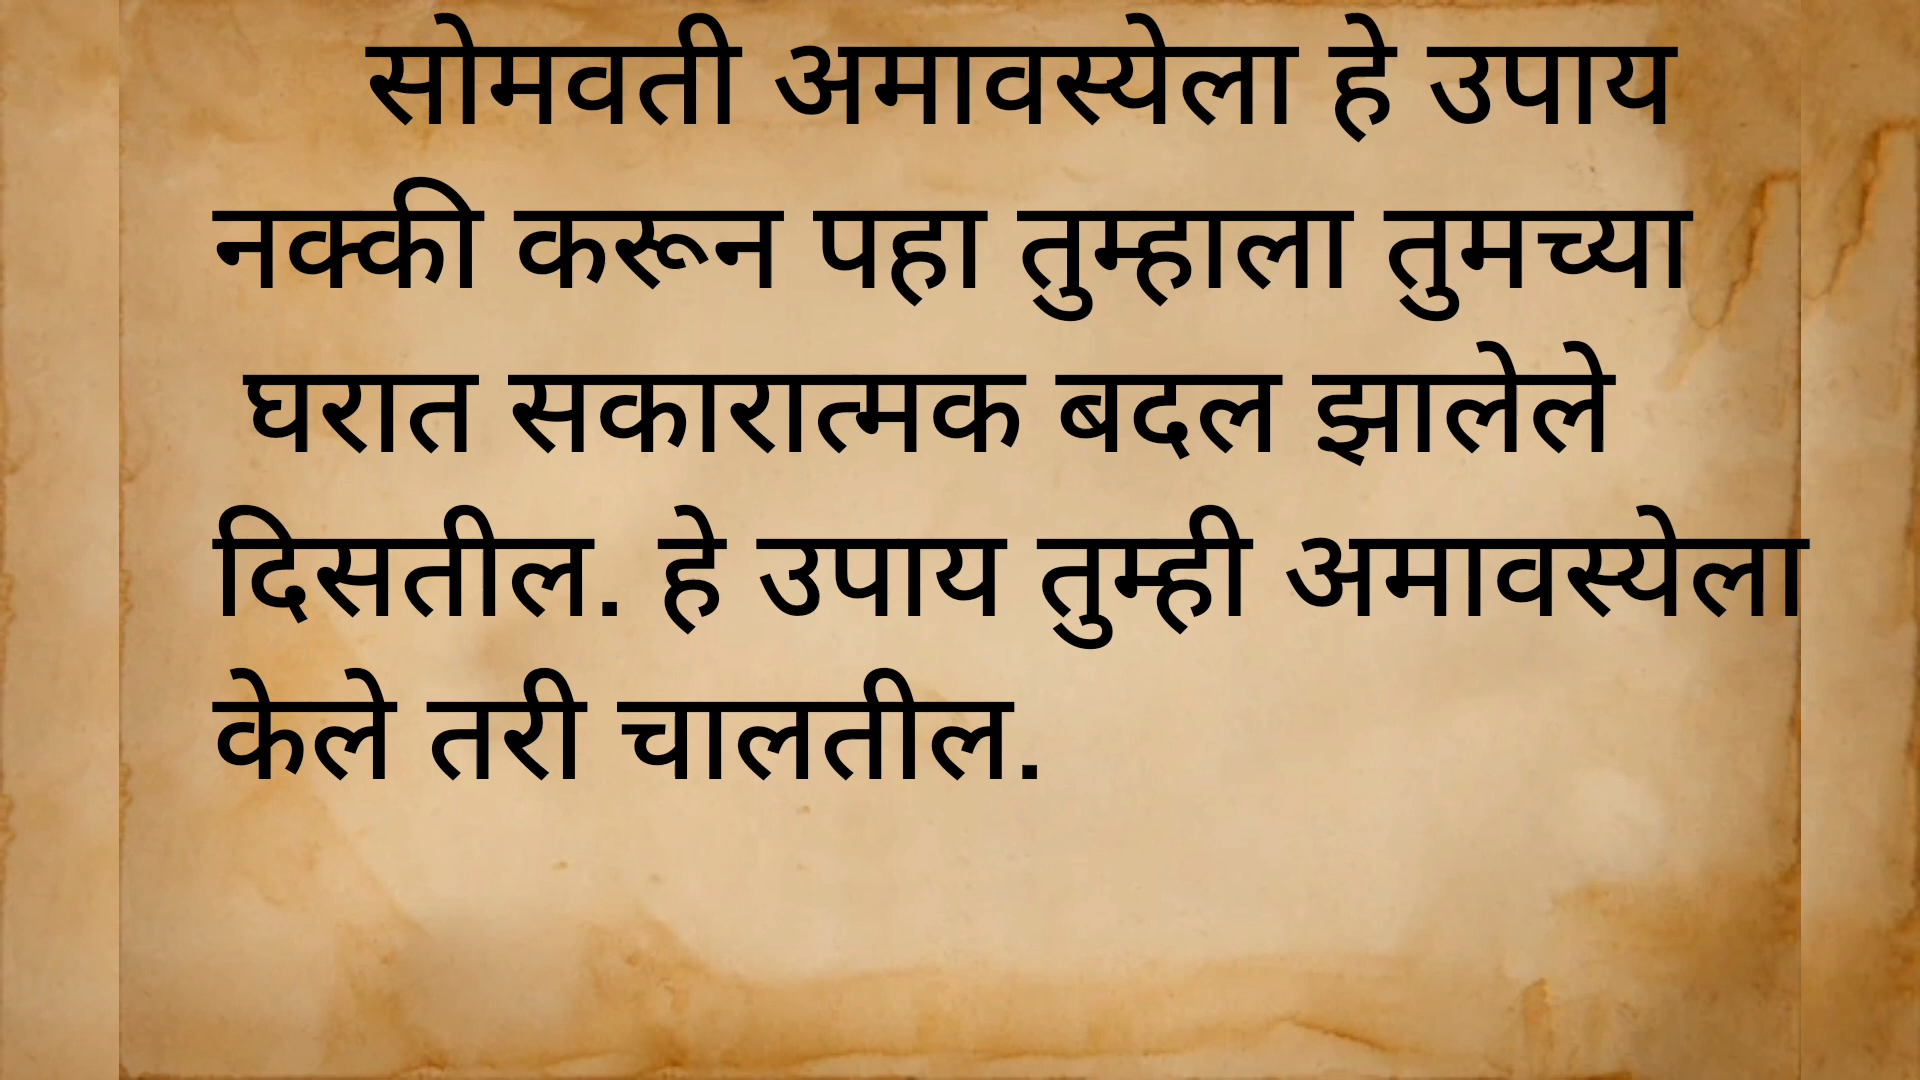 सोमवती अमावस्येला हे उपाय
नक्की करून पहा तुम्हाला तुमच्या
घरात सकारात्मक बदल झालेले
दिसतील. हे उपाय तुम्ही अमावस्येला
केले तरी चालतील.